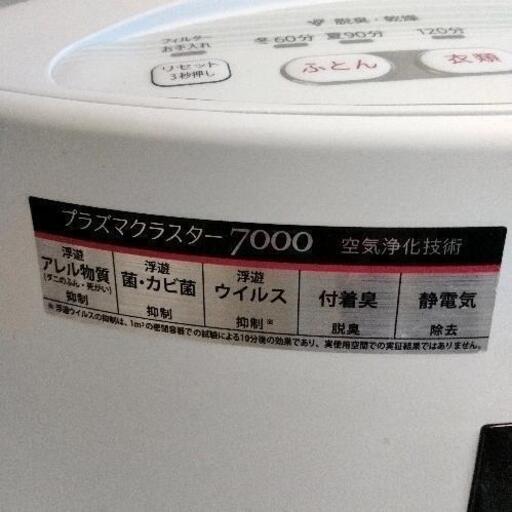 脱臭・乾燥
フィルター
お手入れ
冬60分 夏90分 120分
リセット
3秒押し
ふとん
衣類
プラズマクラスター7000 空気浄化技術
浮遊
アレル物質
(ダニのふん・死がい)
抑制
浮遊
菌・カビ菌
抑制
浮遊
ウイルス
抑制※
付着臭
脱臭
静電気
除去
※浮遊ウイルスの抑制は、1m³の密閉容器での試験による10分後の効果であり、実使用空間での実証結果ではありません。